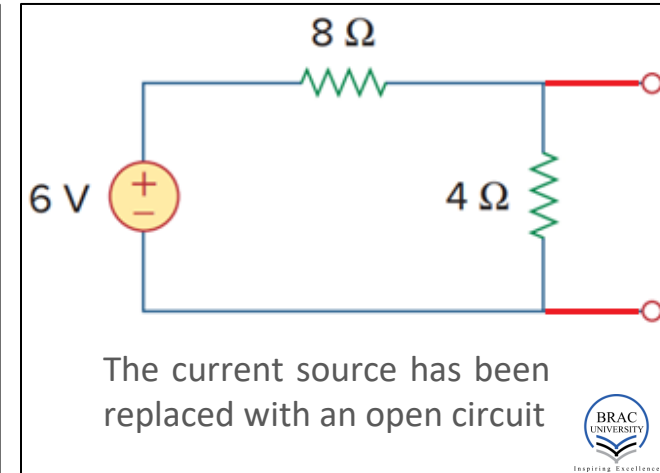 8 Ω
6 V
+
−
4 Ω
The current source has been
replaced with an open circuit
BRAC
UNIVERSITY
Inspiring Excellence